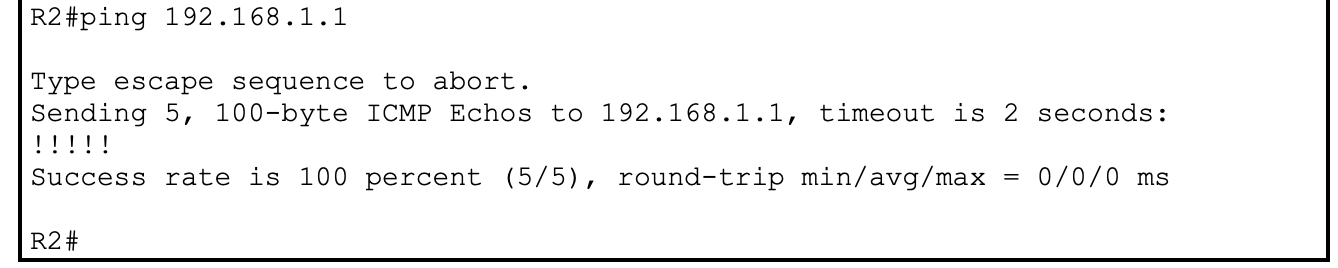 R2#ping 192.168.1.1
Type escape sequence to abort.
Sending 5, 100-byte ICMP Echos to 192.168.1.1, timeout is 2 seconds:
!!!!!
Success rate is 100 percent (5/5), round-trip min/avg/max = 0/0/0 ms
R2#